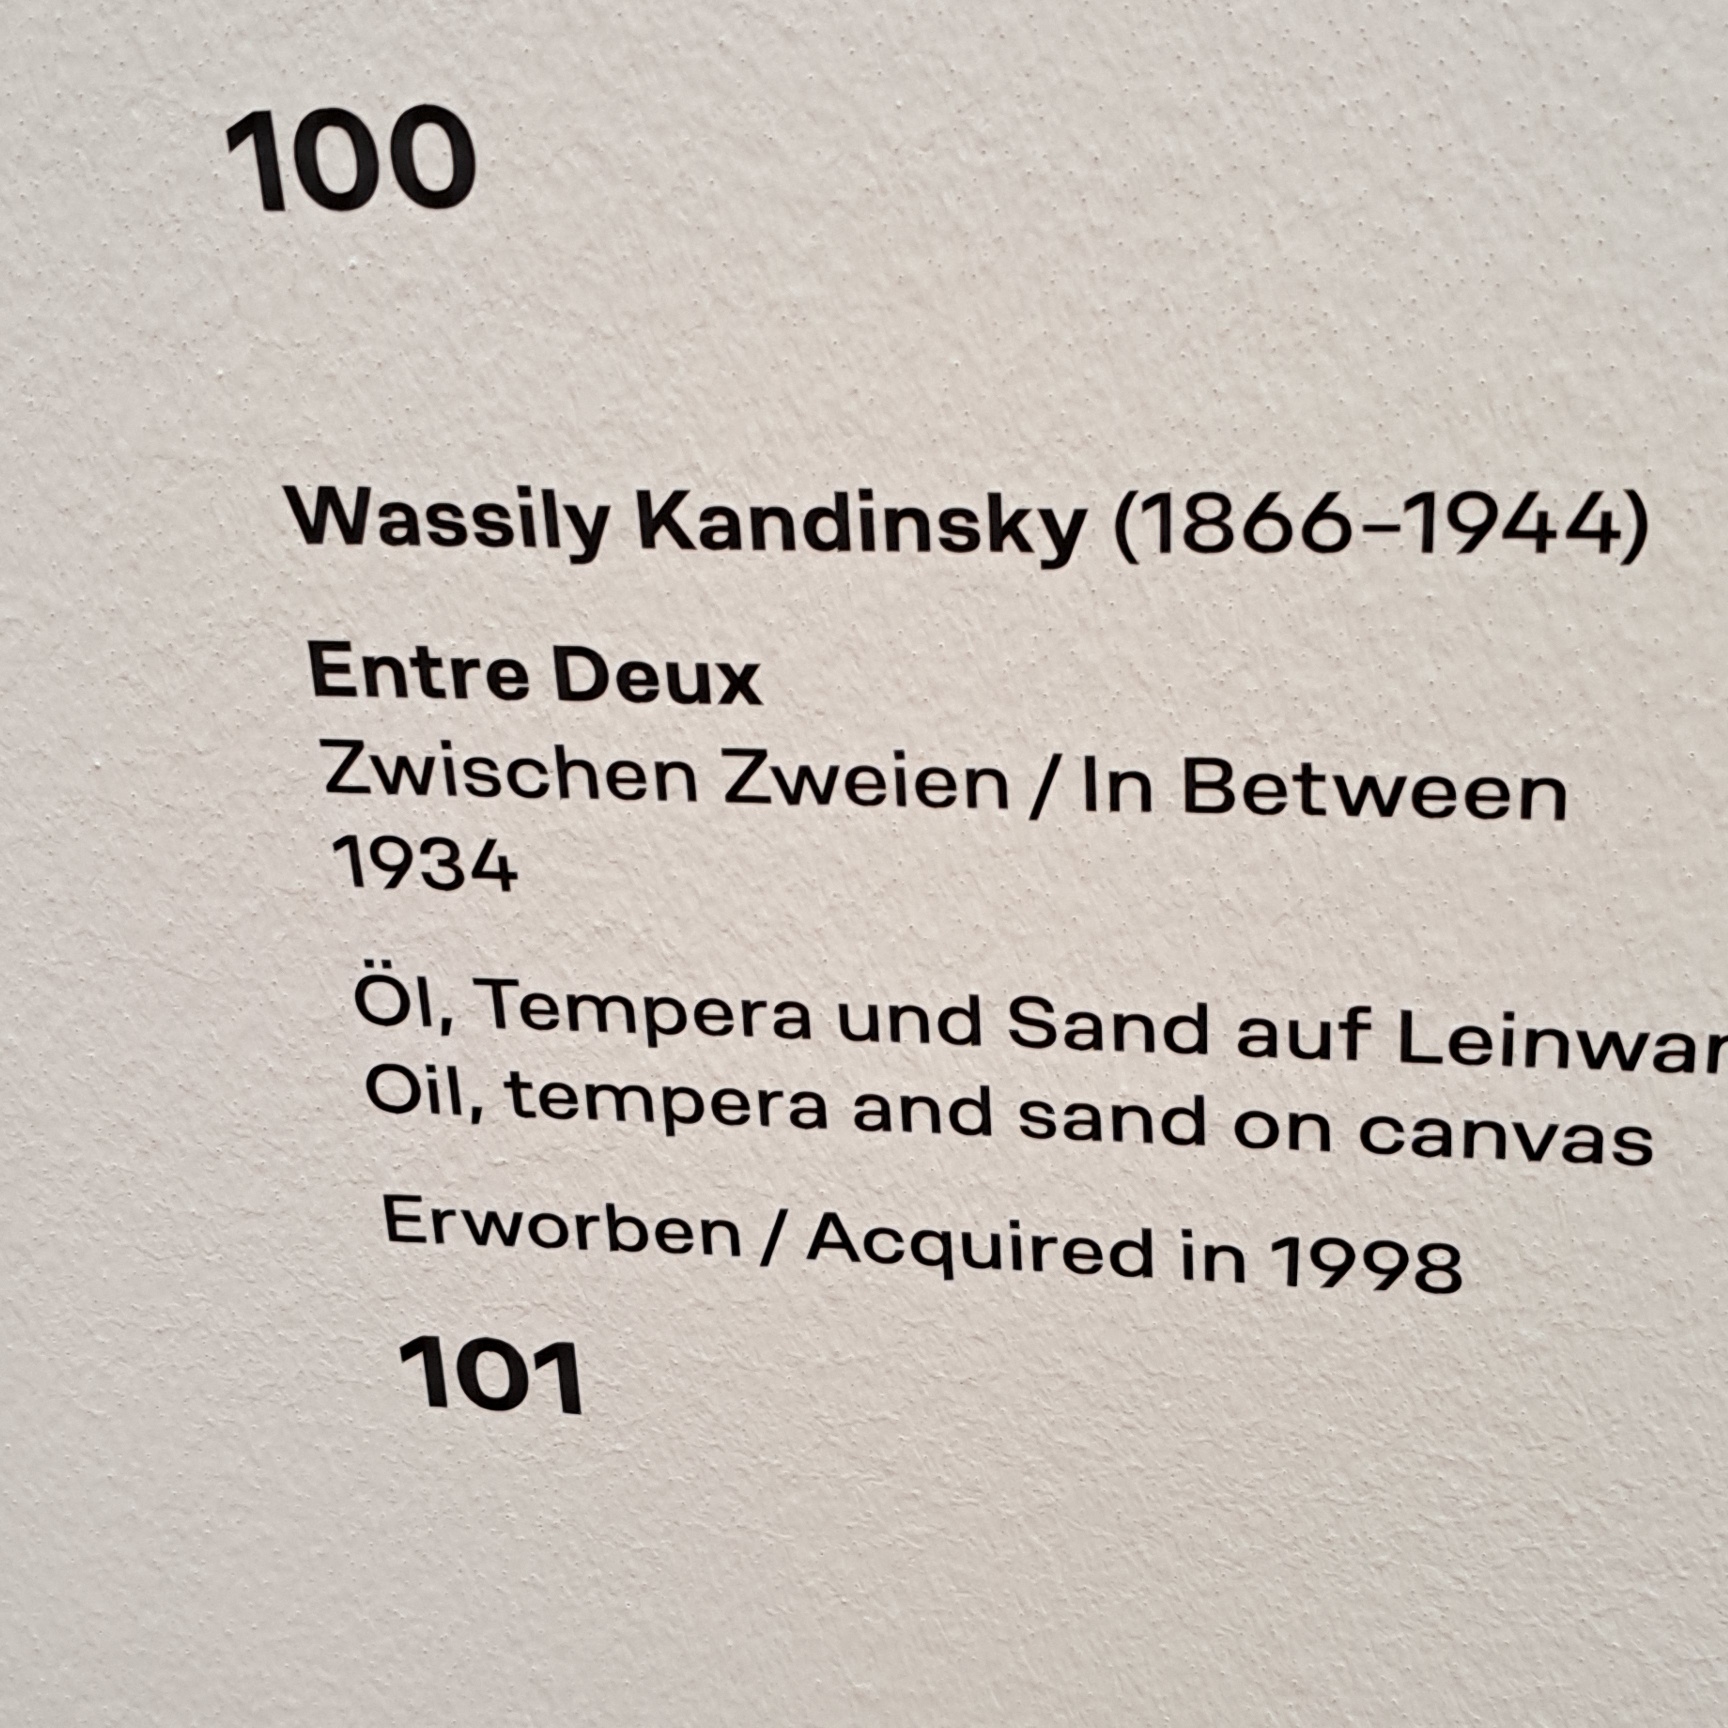 100
Wassily Kandinsky (1866–1944)
Entre Deux
Zwischen Zweien / In Between
1934
Öl, Tempera und Sand auf
Oil, tempera and sand on canvas
Erworben / Acquired in 1998
101